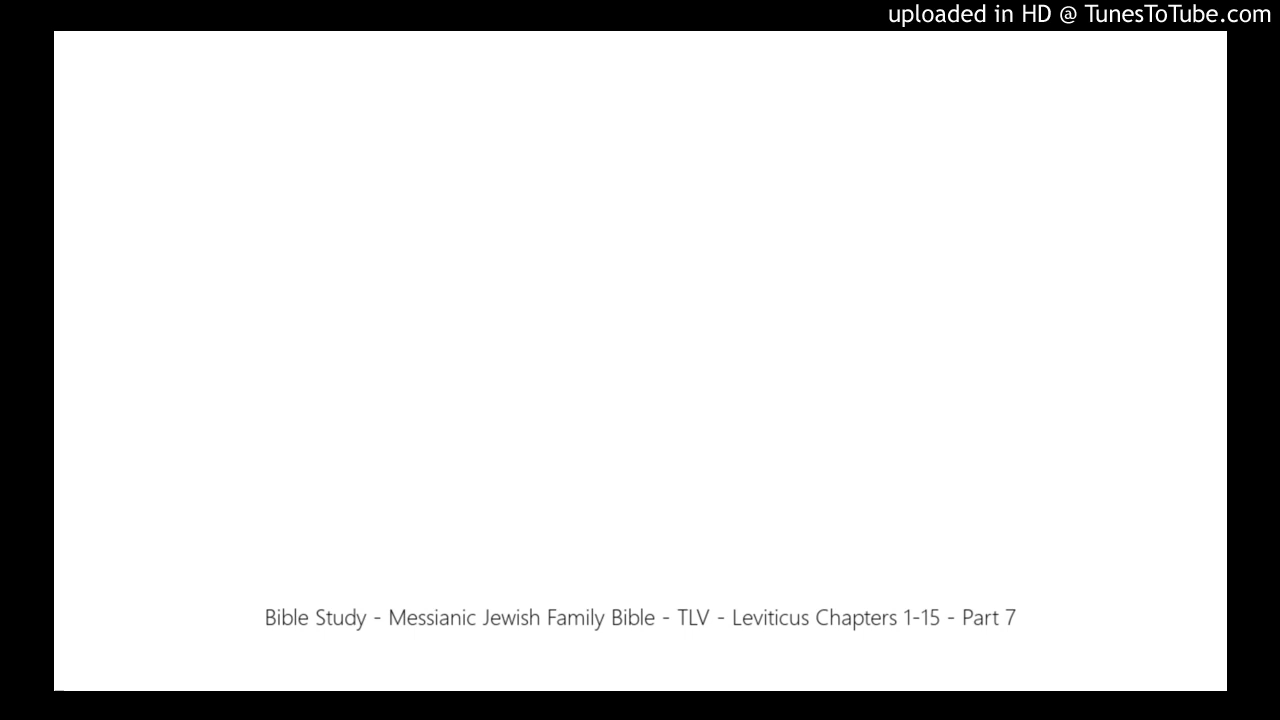 uploaded in HD @ TunesToTube.com
Bible Study - Messianic Jewish Family Bible - TLV - Leviticus Chapters 1-15 - Part 7